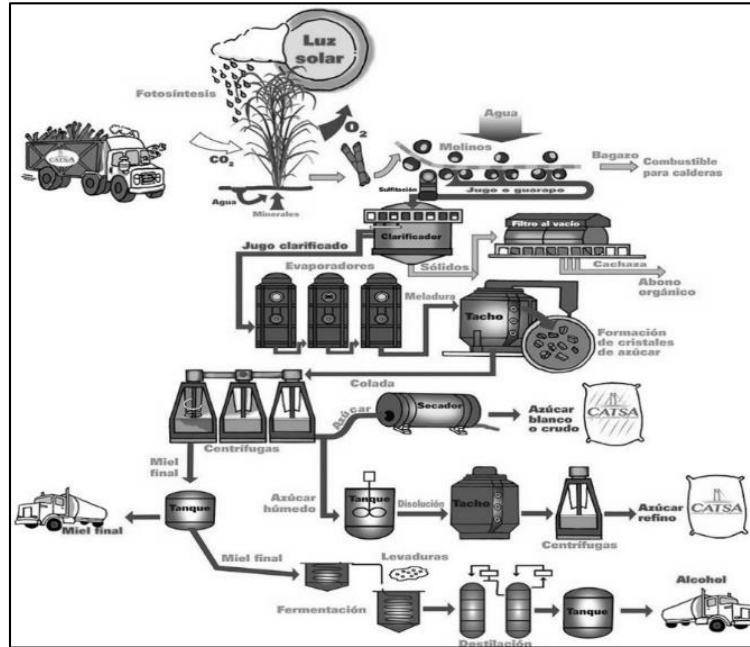 Luz
solar
Fotosíntesis
CATSA
CO2
O2
Agua
Minerales
Agua
Molinos
Bagazo
Combustible
para calderas
Sulfitación
Jugo o guarapo
Clarificador
Filtro al vacío
Jugo clarificado
Sólidos
Cachaza
Abono
orgánico
Evaporadores
Meladura
Tacho
Formación
de cristales
de azúcar
Colada
Centrífugas
Azúcar
Secador
Azúcar
blanco
o crudo
CATSA
Miel
final
Tanque
Miel final
Azúcar
húmedo
Tanque
Disolución
Tacho
Centrífugas
Azúcar
refino
CATSA
Miel final
Levaduras
Fermentación
Destilación
Tanque
Alcohol